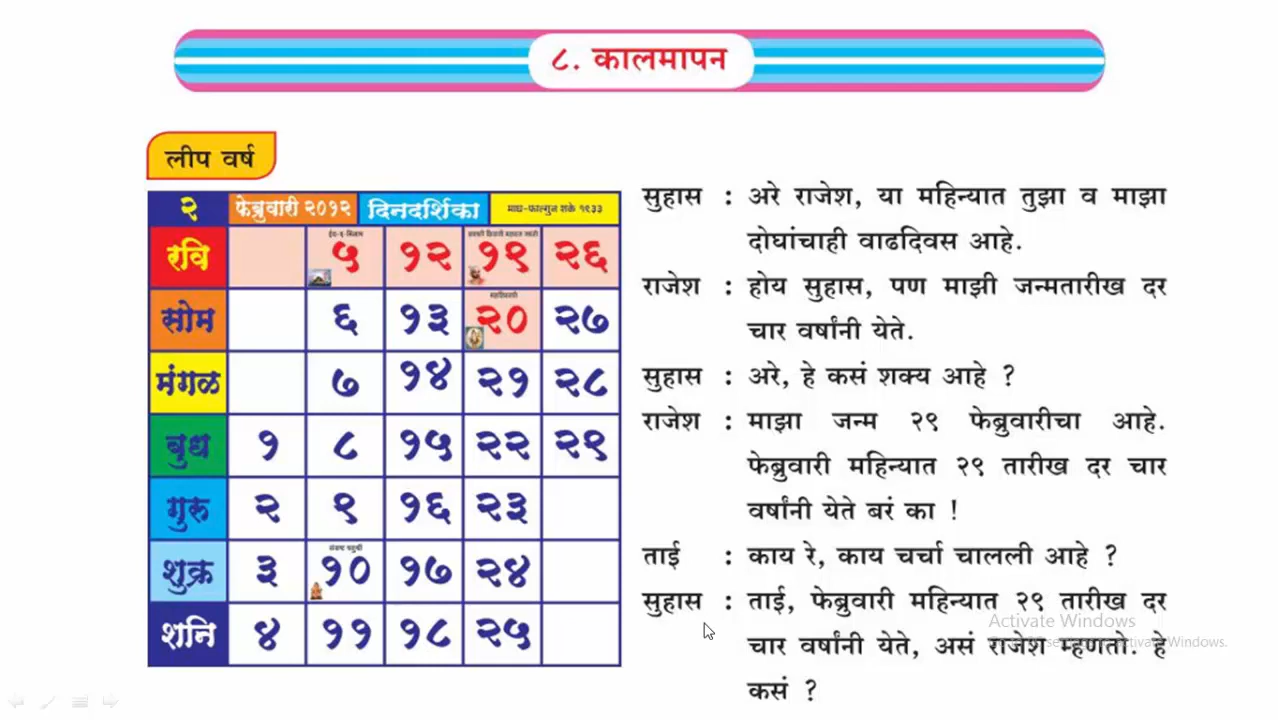 ८. कालमापन
लीप वर्ष
२ फेब्रुवारी २०१२ दिनदर्शिका माघ-फाल्गुन शके १९३३
रवि ५ १२ १९ २६
सोम ६ १३ २० २७
मंगळ ७ १४ २१ २८
बुध १ ८ १५ २२ २९
गुरु २ ९ १६ २३
शुक्र ३ १० १७ २४
शनि ४ ११ १८ २५
सुहास : अरे राजेश, या महिन्यात तुझा व माझा
दोघांचाही वाढदिवस आहे.
राजेश : होय सुहास, पण माझी जन्मतारीख दर
चार वर्षांनी येते.
सुहास : अरे, हे कसं शक्य आहे ?
राजेश : माझा जन्म २९ फेब्रुवारीचा आहे.
फेब्रुवारी महिन्यात २९ तारीख दर चार
वर्षांनी येते बरं का !
ताई : काय रे, काय चर्चा चालली आहे ?
सुहास : ताई, फेब्रुवारी महिन्यात २९ तारीख दर
चार वर्षांनी येते, असं राजेश म्हणतो. हे
कसं ?
Activate Windows
to Activate Windows.